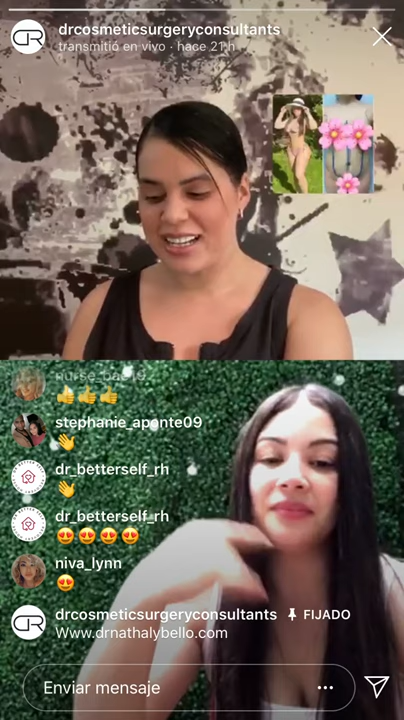 drcosmeticsurgeryconsultants
transmitió en vivo · hace 21 h
stephanie_aponte09
dr_betterself_rh
dr_betterself_rh
niva_lynn
drcosmeticsurgeryconsultants FIJADO
Www.drnathalybello.com
Enviar mensaje